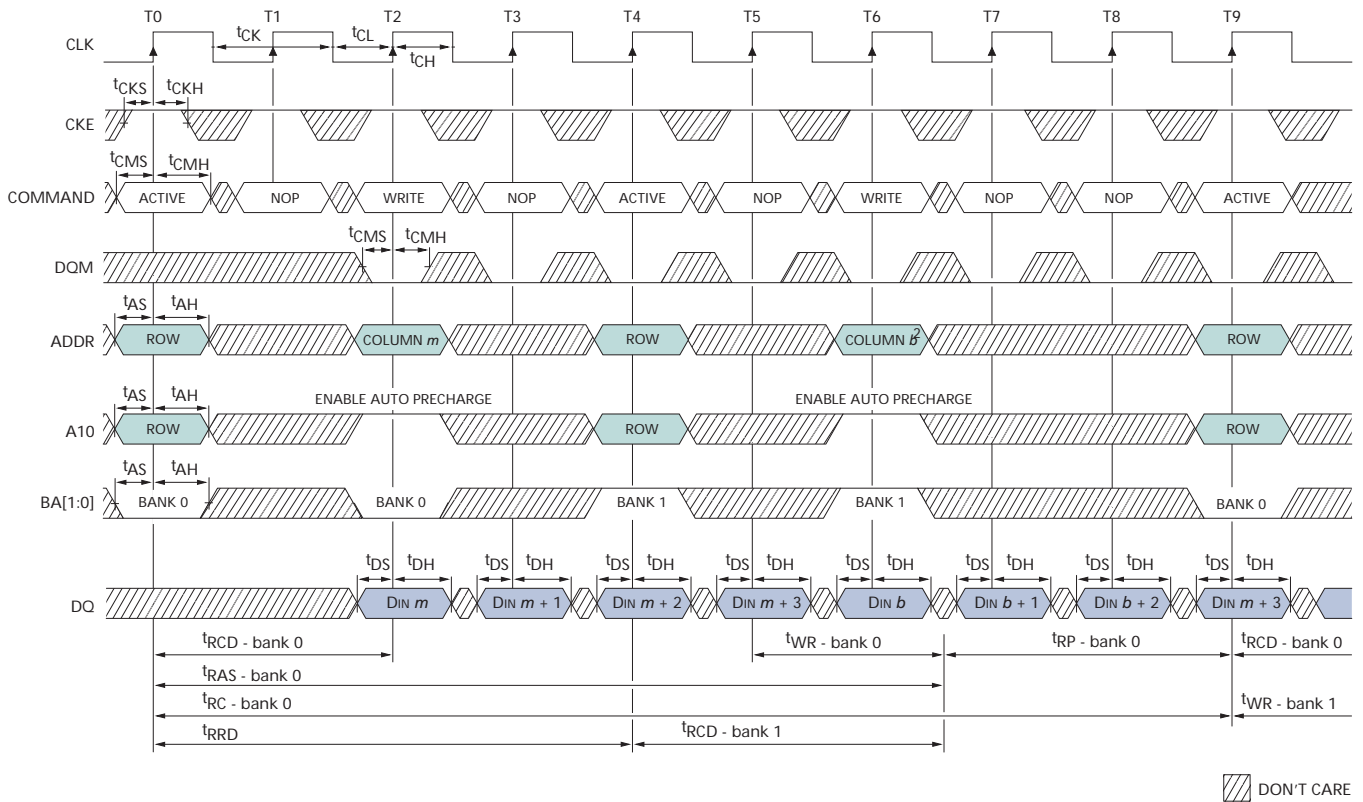 T0 T1 T2 T3 T4 T5 T6 T7 T8 T9
CLK tCK tCL tCH
tCKS tCKH
CKE
tCMS tCMH
COMMAND ACTIVE NOP WRITE NOP ACTIVE NOP WRITE NOP NOP ACTIVE
tCMS tCMH
DQM
tAS tAH
ADDR ROW COLUMN m ROW COLUMN b2 ROW
tAS tAH ENABLE AUTO PRECHARGE ENABLE AUTO PRECHARGE
A10 ROW ROW ROW
tAS tAH
BA[1:0] BANK 0 BANK 0 BANK 1 BANK 1 BANK 0
tDS tDH tDS tDH tDS tDH tDS tDH tDS tDH tDS tDH tDS tDH tDS tDH
DQ DIN m DIN m + 1 DIN m + 2 DIN m + 3 DIN b DIN b + 1 DIN b + 2 DIN m + 3
tRCD - bank 0 tWR - bank 0 tRP - bank 0 tRCD - bank 0
tRAS - bank 0
tRC - bank 0 tWR - bank 1
tRRD tRCD - bank 1
DON'T CARE